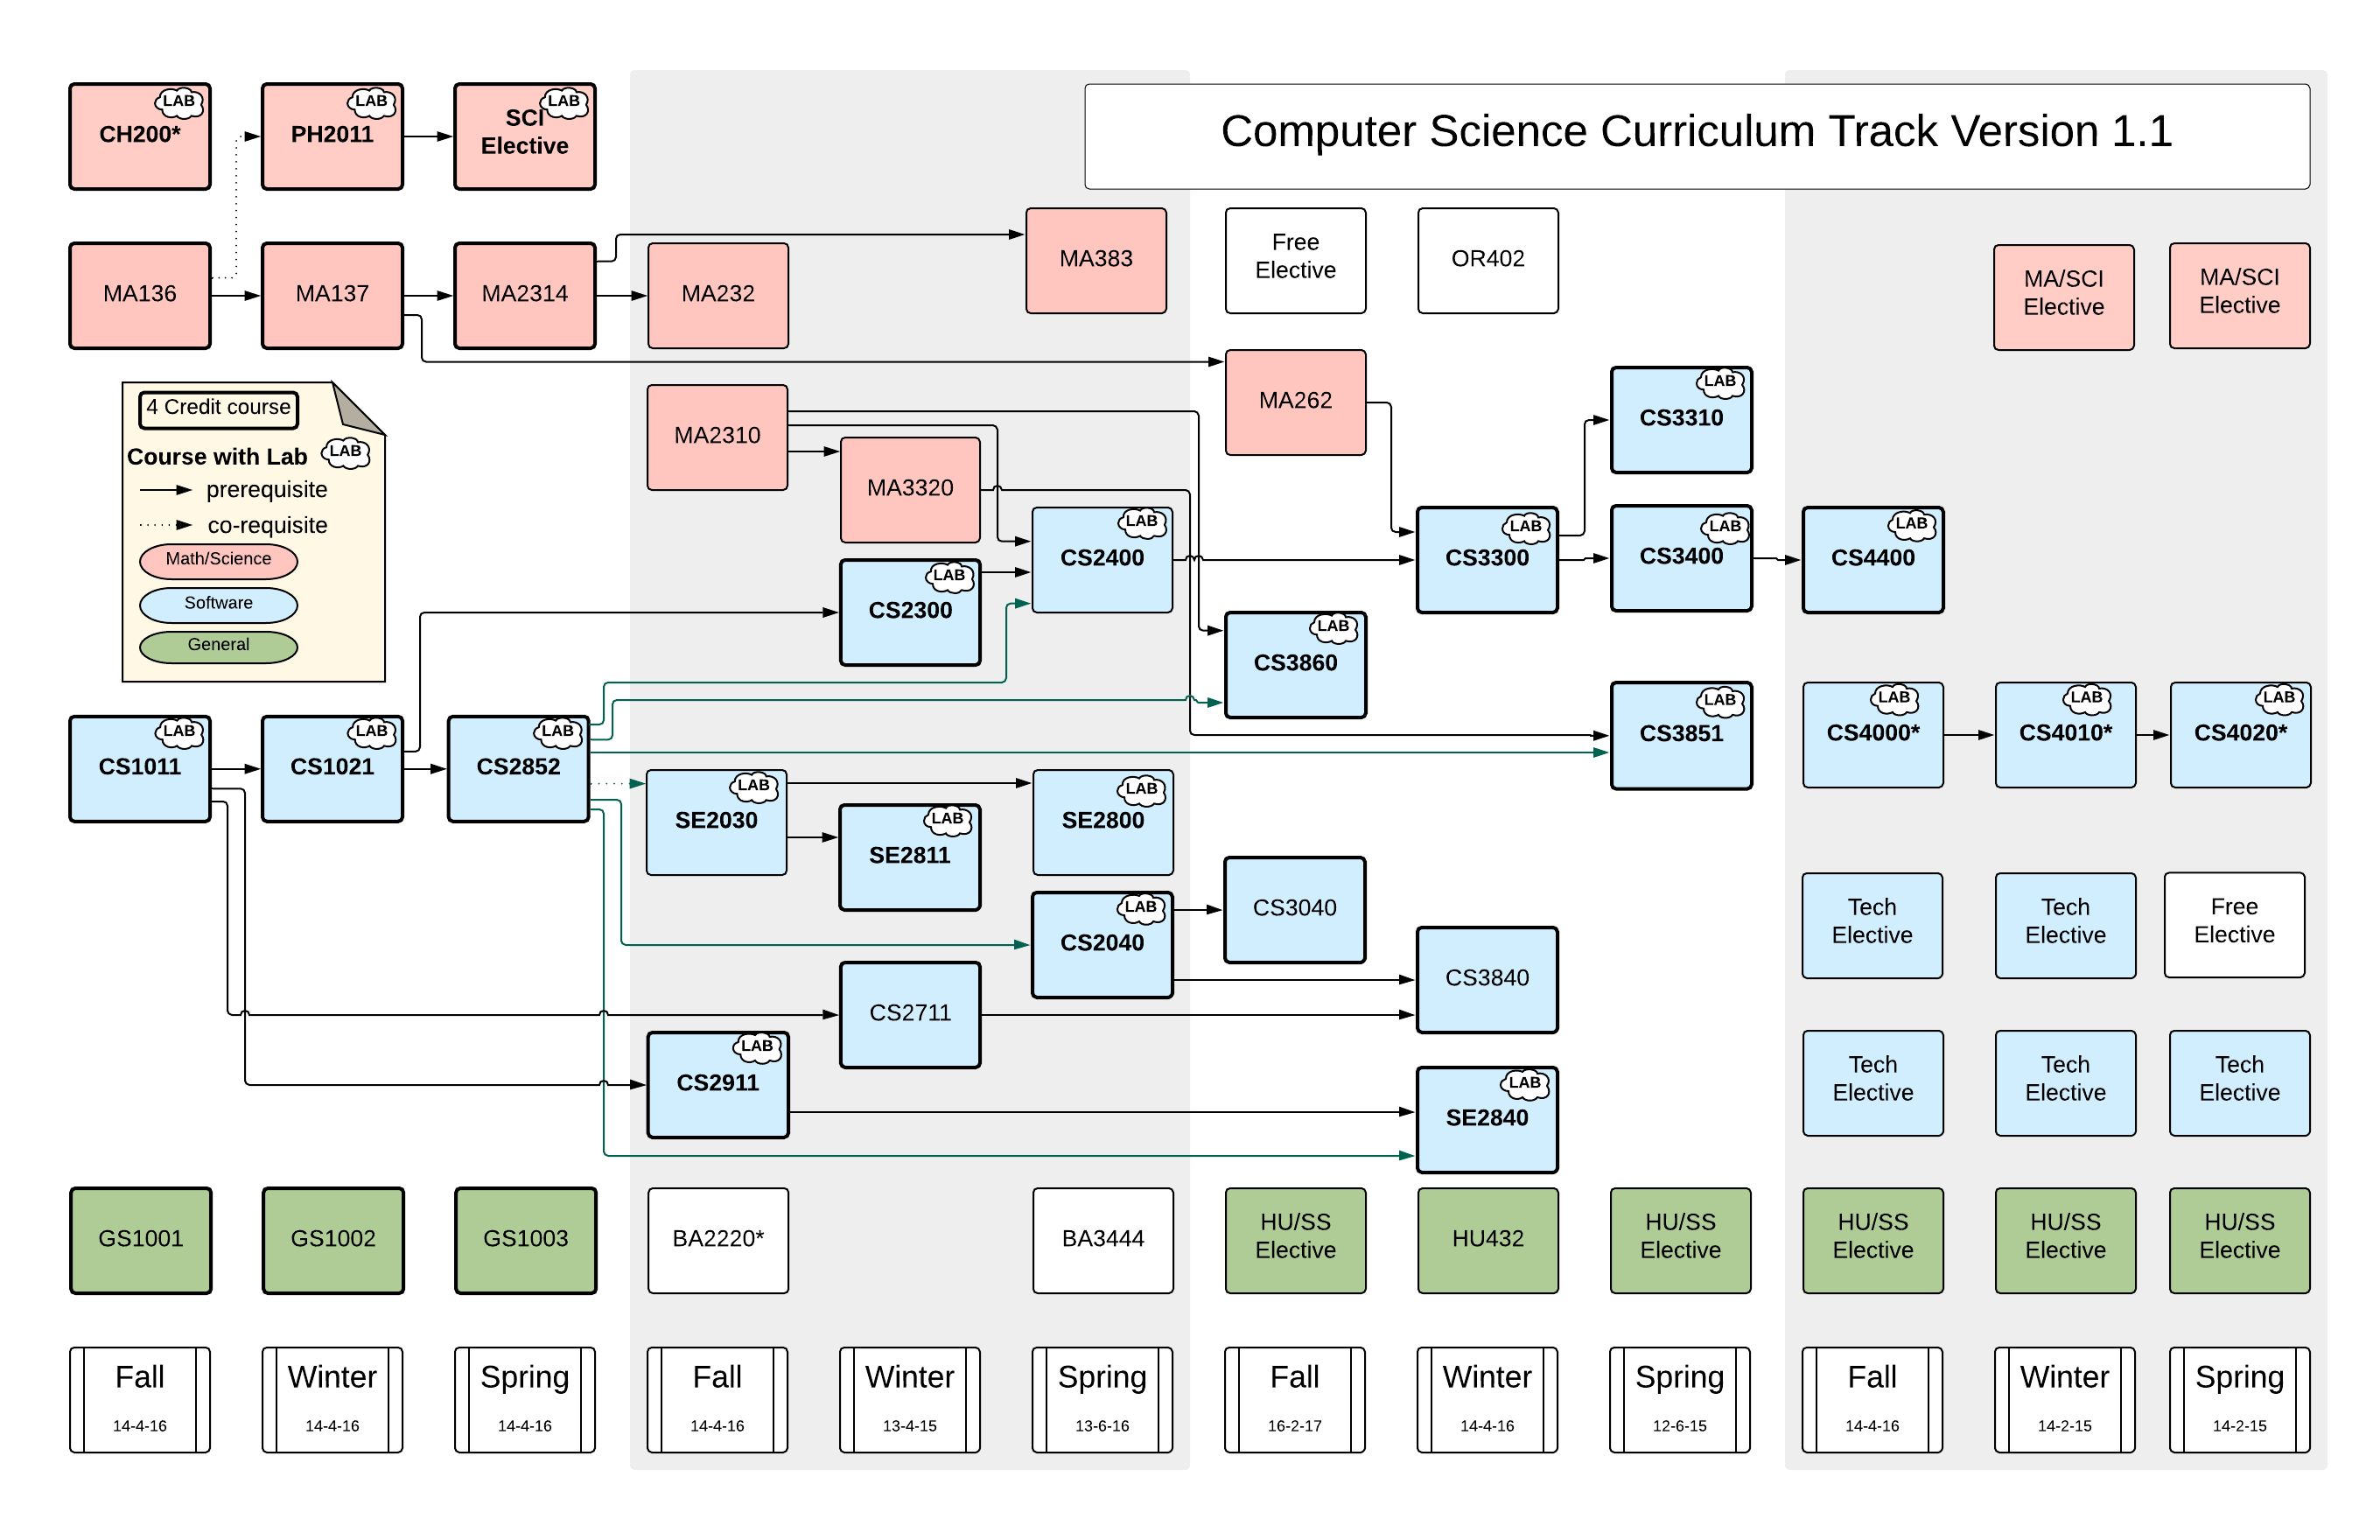 LAB
CH200*
LAB
PH2011
LAB
SCI
Elective
Computer Science Curriculum Track Version 1.1
MA136
MA137
MA2314
MA232
MA383
Free
Elective
OR402
MA/SCI
Elective
MA/SCI
Elective
4 Credit course
Course with Lab
LAB
prerequisite
co-requisite
Math/Science
Software
General
MA2310
MA3320
MA262
LAB
CS3310
LAB
CS2300
LAB
CS2400
LAB
CS3300
LAB
CS3400
LAB
CS4400
LAB
CS3860
LAB
CS1011
LAB
CS1021
LAB
CS2852
LAB
CS3851
LAB
CS4000*
LAB
CS4010*
LAB
CS4020*
LAB
SE2030
LAB
SE2811
LAB
SE2800
LAB
CS2040
CS3040
CS3840
CS2711
LAB
CS2911
LAB
SE2840
Tech
Elective
Tech
Elective
Free
Elective
Tech
Elective
Tech
Elective
Tech
Elective
GS1001
GS1002
GS1003
BA2220*
BA3444
HU/SS
Elective
HU432
HU/SS
Elective
HU/SS
Elective
HU/SS
Elective
HU/SS
Elective
Fall
14-4-16
Winter
14-4-16
Spring
14-4-16
Fall
14-4-16
Winter
13-4-15
Spring
13-6-16
Fall
16-2-17
Winter
14-4-16
Spring
12-6-15
Fall
14-4-16
Winter
14-2-15
Spring
14-2-15